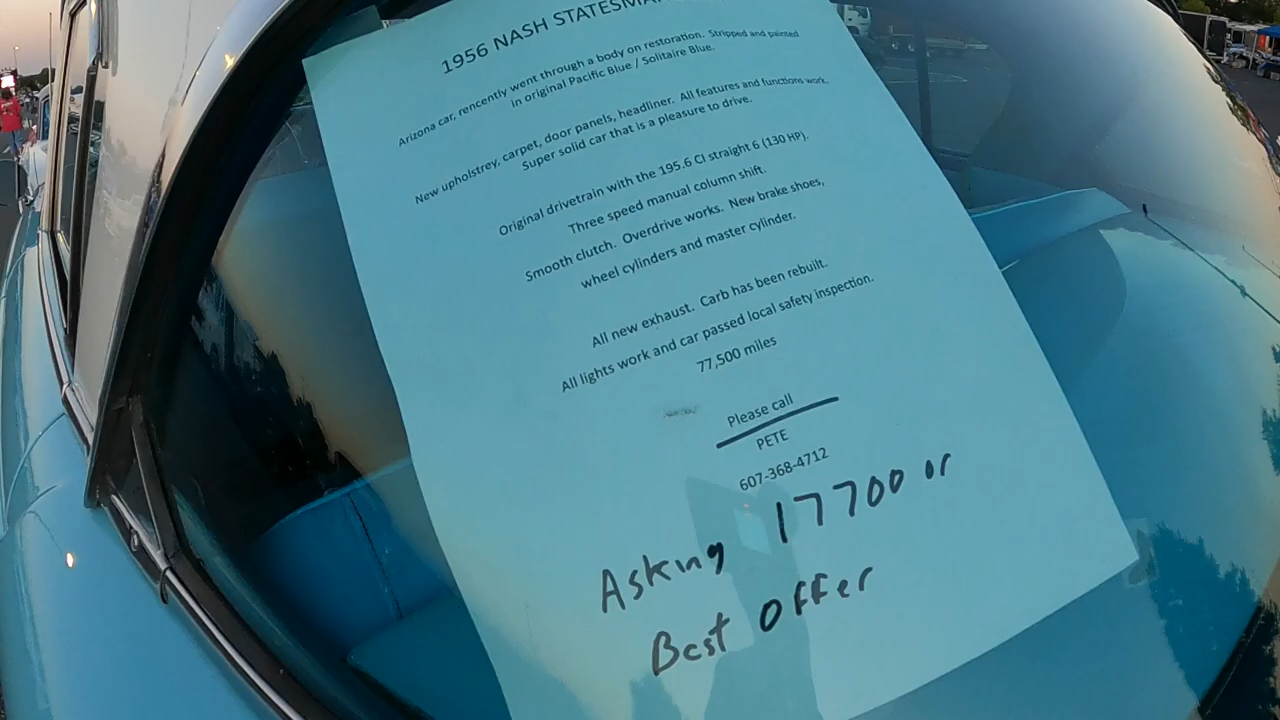 1956 NASH STATESMAN
Arizona car, rencently went through a body on restoration. Stripped and painted
in original Pacific Blue / Solitaire Blue.
New upholstrey, carpet, door panels, headliner. All features and functions work.
Super solid car that is a pleasure to drive.
Original drivetrain with the 195.6 CI straight 6 (130 HP).
Three speed manual column shift.
Smooth clutch. Overdrive works. New brake shoes,
wheel cylinders and master cylinder.
All new exhaust. Carb has been rebuilt.
All lights work and car passed local safety inspection.
77,500 miles
Please call
PETE
607-368-4712
Asking 17700 or
Best Offer